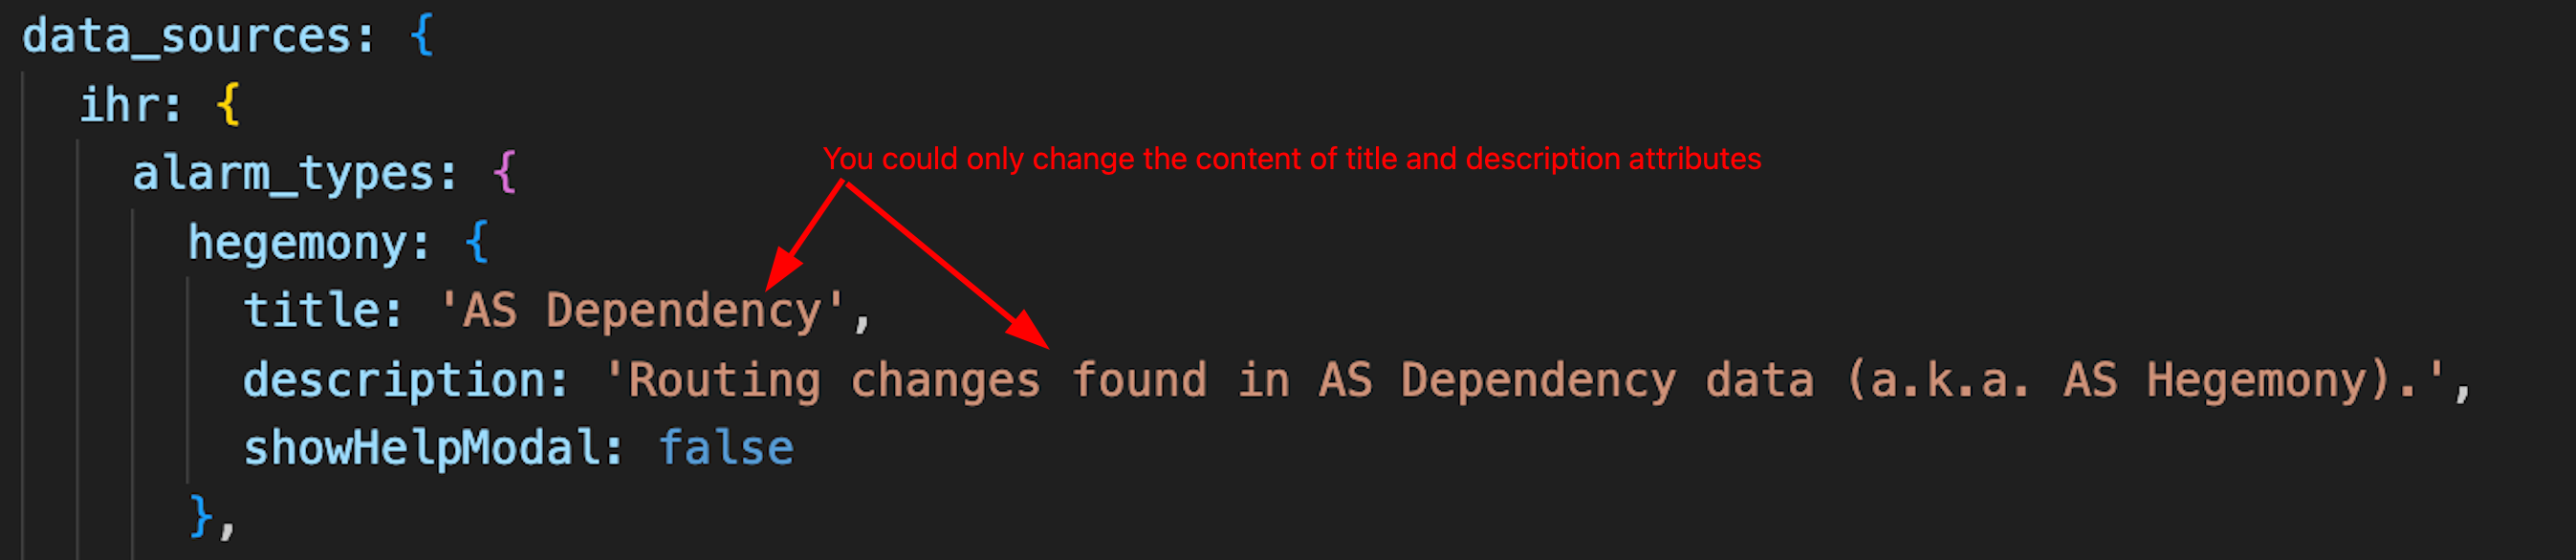 data_sources: {
ihr: {
alarm_types: {
You could only change the content of title and description attributes
hegemony: {
title: 'AS Dependency',
description: 'Routing changes found in AS Dependency data (a.k.a. AS Hegemony).',
showHelpModal: false
},